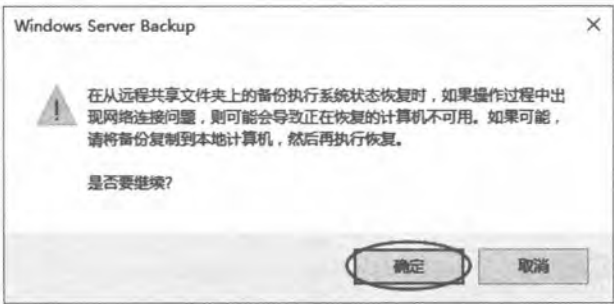 Windows Server Backup
在从远程共享文件夹上的备份执行系统状态恢复时，如果操作过程中出
现网络连接问题，则可能会导致正在恢复的计算机不可用。如果可能，
请将备份复制到本地计算机，然后再执行恢复。
是否要继续?
确定
取消